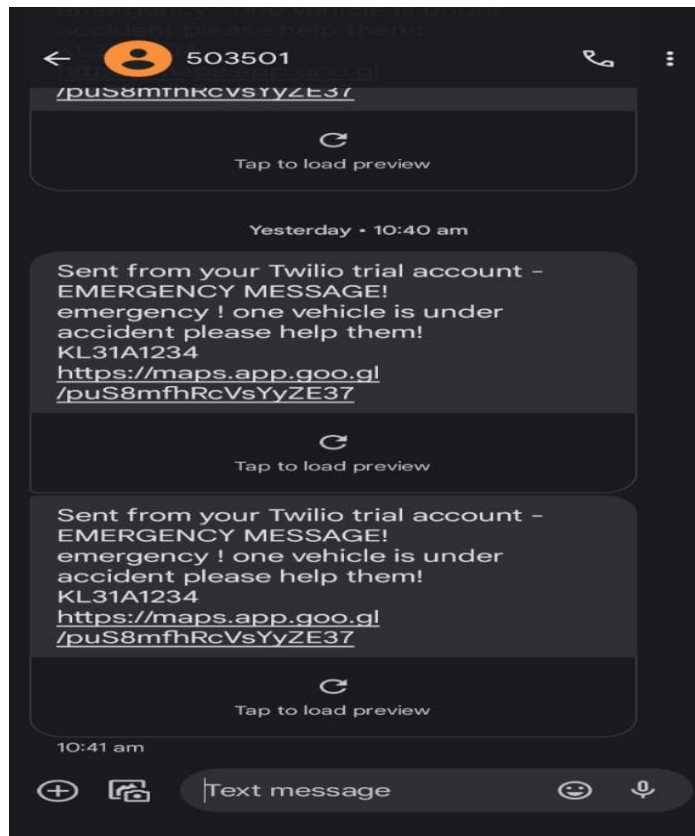 503501
/puS8mfhRcVsYyZE37
Tap to load preview
Yesterday • 10:40 am
Sent from your Twilio trial account -
EMERGENCY MESSAGE!
emergency ! one vehicle is under
accident please help them!
KL31A1234
https://maps.app.goo.gl
/puS8mfhRcVsYyZE37
Tap to load preview
Sent from your Twilio trial account -
EMERGENCY MESSAGE!
emergency ! one vehicle is under
accident please help them!
KL31A1234
https://maps.app.goo.gl
/puS8mfhRcVsYyZE37
Tap to load preview
10:41 am
Text message